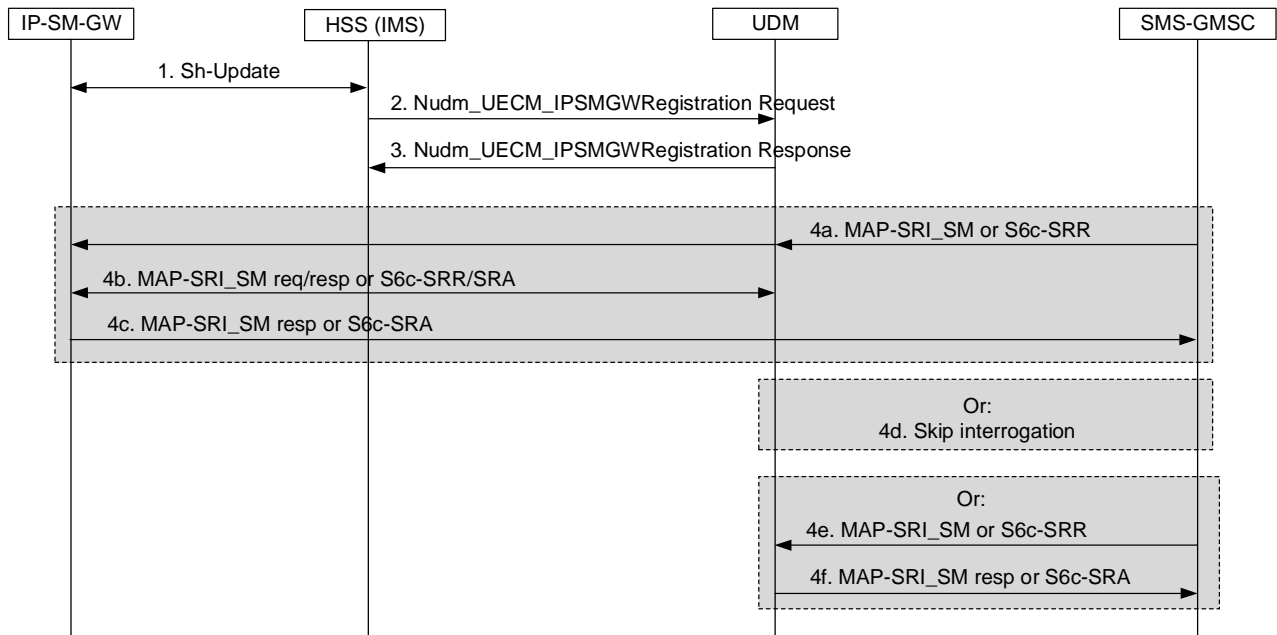 IP-SM-GW
HSS (IMS)
UDM
SMS-GMSC
1. Sh-Update
2. Nudm_UECM_IPSMGWRegistration Request
3. Nudm_UECM_IPSMGWRegistration Response
4a. MAP-SRI_SM or S6c-SRR
4b. MAP-SRI_SM req/resp or S6c-SRR/SRA
4c. MAP-SRI_SM resp or S6c-SRA
Or:
4d. Skip interrogation
Or:
4e. MAP-SRI_SM or S6c-SRR
4f. MAP-SRI_SM resp or S6c-SRA